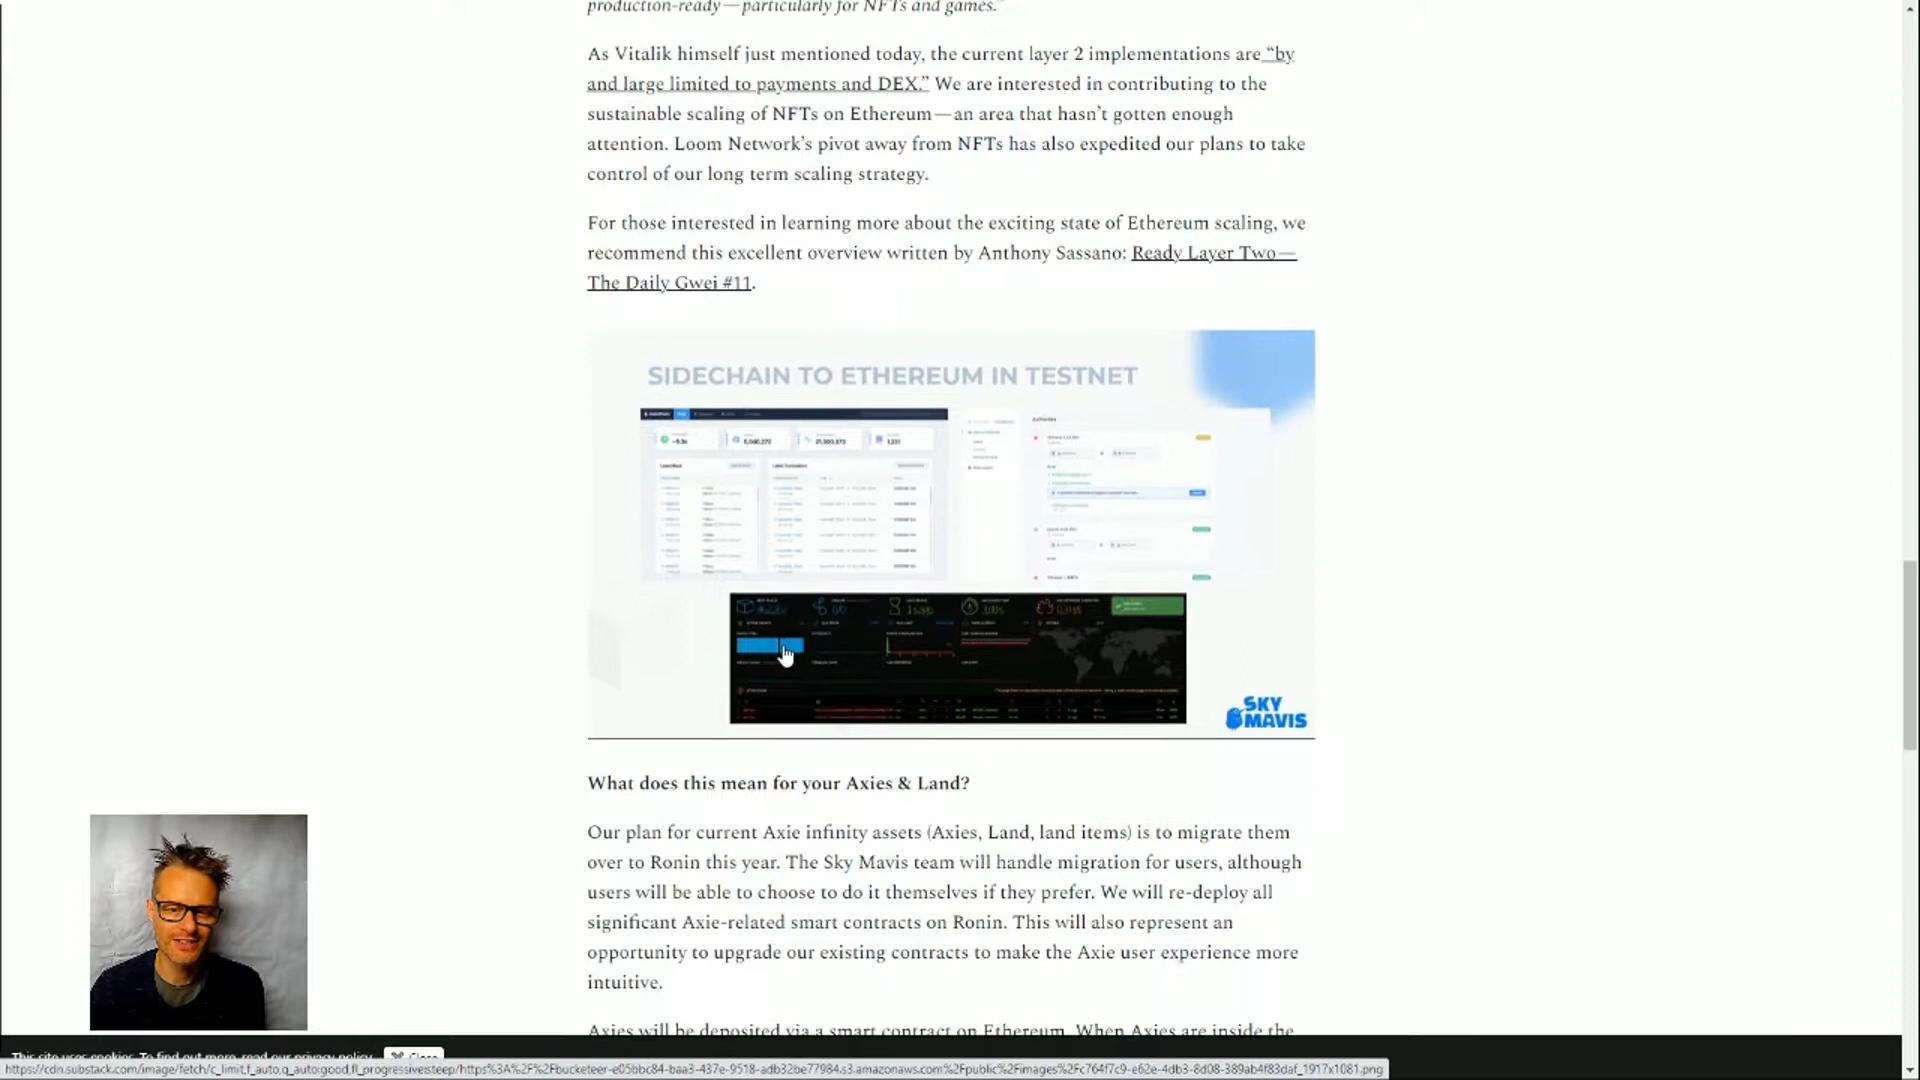 production-ready—particularly for NFTs and games."
As Vitalik himself just mentioned today, the current layer 2 implementations are “by
and large limited to payments and DEX.” We are interested in contributing to the
sustainable scaling of NFTs on Ethereum—an area that hasn’t gotten enough
attention. Loom Network’s pivot away from NFTs has also expedited our plans to take
control of our long term scaling strategy.
For those interested in learning more about the exciting state of Ethereum scaling, we
recommend this excellent overview written by Anthony Sassano: Ready Layer Two—
The Daily Gwei #11.
SIDECHAIN TO ETHEREUM IN TESTNET
SKY
MAVIS
What does this mean for your Axies & Land?
Our plan for current Axie infinity assets (Axies, Land, land items) is to migrate them
over to Ronin this year. The Sky Mavis team will handle migration for users, although
users will be able to choose to do it themselves if they prefer. We will re-deploy all
significant Axie-related smart contracts on Ronin. This will also represent an
opportunity to upgrade our existing contracts to make the Axie user experience more
intuitive.
Axies will be deposited via a smart contract on Ethereum. When Axies are inside the
This site uses cookies. To find out more, read our privacy policy. Close
https://cdn.substack.com/image/fetch/c_limit,f_auto,q_auto:good,fl_progressive:steep/https%3A%2F%2Fbucketeer-e05bbc84-baa3-437e-9518-adb32be77984.s3.amazonaws.com%2Fpublic%2Fimages%2Fc764f7c9-e62e-4db3-8d08-389ab4f83daf_1917x1081.png